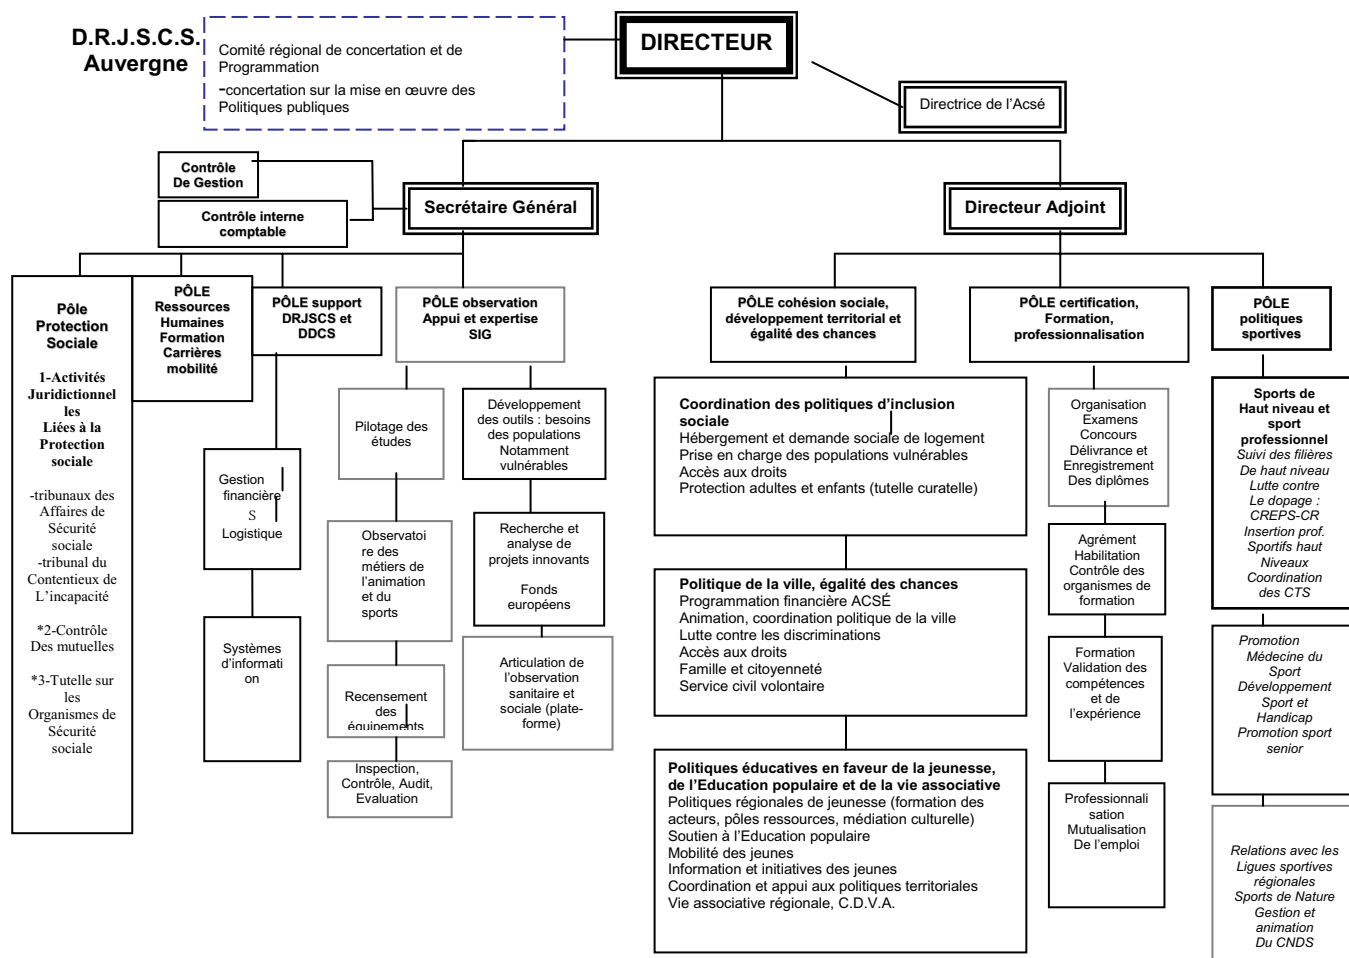 D.R.J.S.C.S.
Auvergne
Comité régional de concertation et de
Programmation
-concertation sur la mise en œuvre des
Politiques publiques
DIRECTEUR
Directrice de l'Acsé
Contrôle
De Gestion
Contrôle interne
comptable
Secrétaire Général
Directeur Adjoint
Pôle
Protection
Sociale
1-Activités
Juridictionnel
les
Liées à la
Protection
sociale
-tribunaux des
Affaires de
Sécurité
sociale
-tribunal du
Contentieux de
L'incapacité
*2-Contrôle
Des mutuelles
*3-Tutelle sur
les
Organismes de
Sécurité
sociale
PÔLE
Ressources
Humaines
Formation
Carrières
mobilité
PÔLE support
DRJSCS et
DDCS
Gestion
financière
S
Logistique
Systèmes
d'informati
on
PÔLE observation
Appui et expertise
SIG
Pilotage des
études
Observatoi
re des
métiers de
l'animation
et du
sports
Recensement
des
équipements
Inspection,
Contrôle, Audit,
Evaluation
Développement
des outils : besoins
des populations
Notamment
vulnérables
Recherche et
analyse de
projets innovants
Fonds
européens
Articulation de
l'observation
sanitaire et
sociale (plate-
forme)
PÔLE cohésion sociale,
développement territorial et
égalité des chances
Coordination des politiques d'inclusion
sociale
Hébergement et demande sociale de logement
Prise en charge des populations vulnérables
Accès aux droits
Protection adultes et enfants (tutelle curatelle)
Politique de la ville, égalité des chances
Programmation financière ACSÉ
Animation, coordination politique de la ville
Lutte contre les discriminations
Accès aux droits
Famille et citoyenneté
Service civil volontaire
Politiques éducatives en faveur de la jeunesse,
de l'Education populaire et de la vie associative
Politiques régionales de jeunesse (formation des
acteurs, pôles ressources, médiation culturelle)
Soutien à l'Education populaire
Mobilité des jeunes
Information et initiatives des jeunes
Coordination et appui aux politiques territoriales
Vie associative régionale, C.D.V.A.
PÔLE certification,
Formation,
professionnalisation
Organisation
Examens
Concours
Délivrance et
Enregistrement
Des diplômes
Agrément
Habilitation
Contrôle des
organismes de
formation
Formation
Validation des
compétences
et de
l'expérience
Professionnali
sation
Mutualisation
De l'emploi
PÔLE
politiques
sportives
Sports de
Haut niveau et
sport
professionnel
Suivi des filières
De haut niveau
Lutte contre
Le dopage :
CREPS-CR
Insertion prof.
Sportifs haut
Niveaux
Coordination
des CTS
Promotion
Médecine du
Sport
Développement
Sport et
Handicap
Promotion sport
senior
Relations avec les
Ligues sportives
régionales
Sports de Nature
Gestion et
animation
Du CNDS